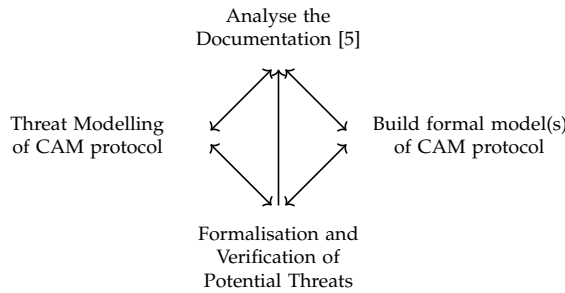 Analyse the
Documentation [5]
Threat Modelling
of CAM protocol
Build formal model(s)
of CAM protocol
Formalisation and
Verification of
Potential Threats